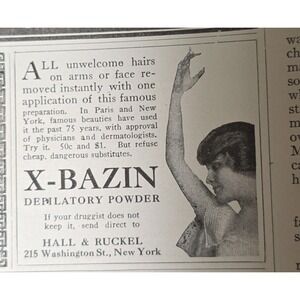 ALL unwelcome hairs
on arms or face re-
moved instantly with one
application of this famous
preparation. In Paris and New
York, famous beauties have used
it the past 75 years, with approval
of physicians and dermatologists.
Try it. 50c and $1. But refuse
cheap, dangerous substitutes.
X-BAZIN
DEPILATORY POWDER
If your druggist does not
keep it, send direct to
HALL & RUCKEL
215 Washington St., New York